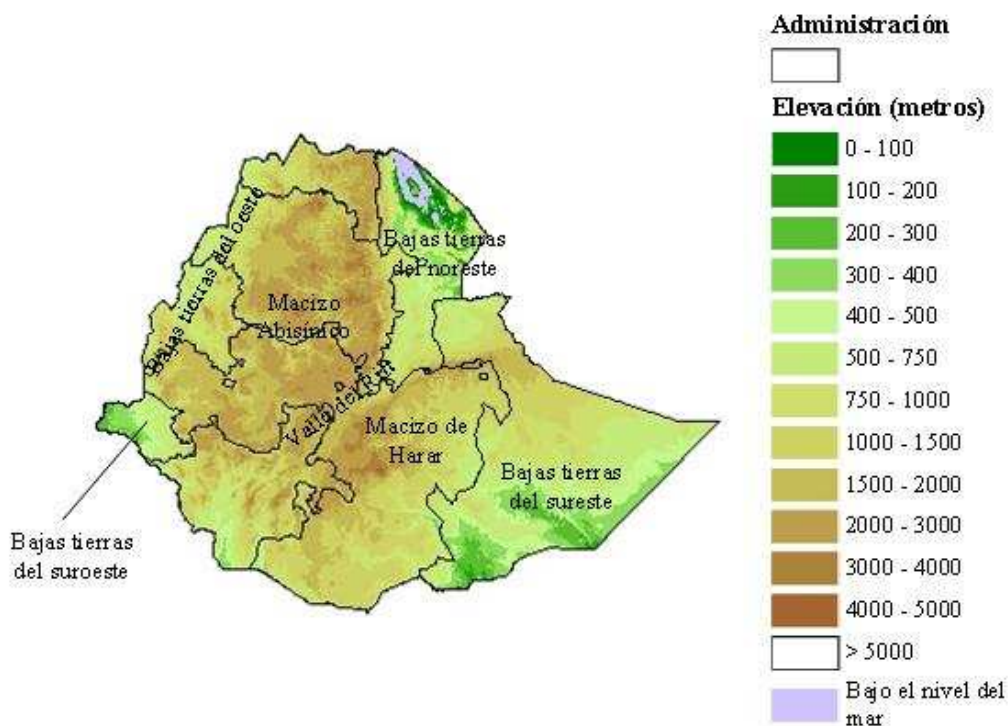 Administración
Elevación (metros)
0 - 100
100 - 200
200 - 300
300 - 400
400 - 500
500 - 750
750 - 1000
1000 - 1500
1500 - 2000
2000 - 3000
3000 - 4000
4000 - 5000
> 5000
Bajo el nivel del
mar
Bajas tierras del oeste
Bajas tierras
del noreste
Macizo
Abisínico
Valle del Rift
Macizo de
Harar
Bajas tierras
del sureste
Bajas tierras
del suroeste